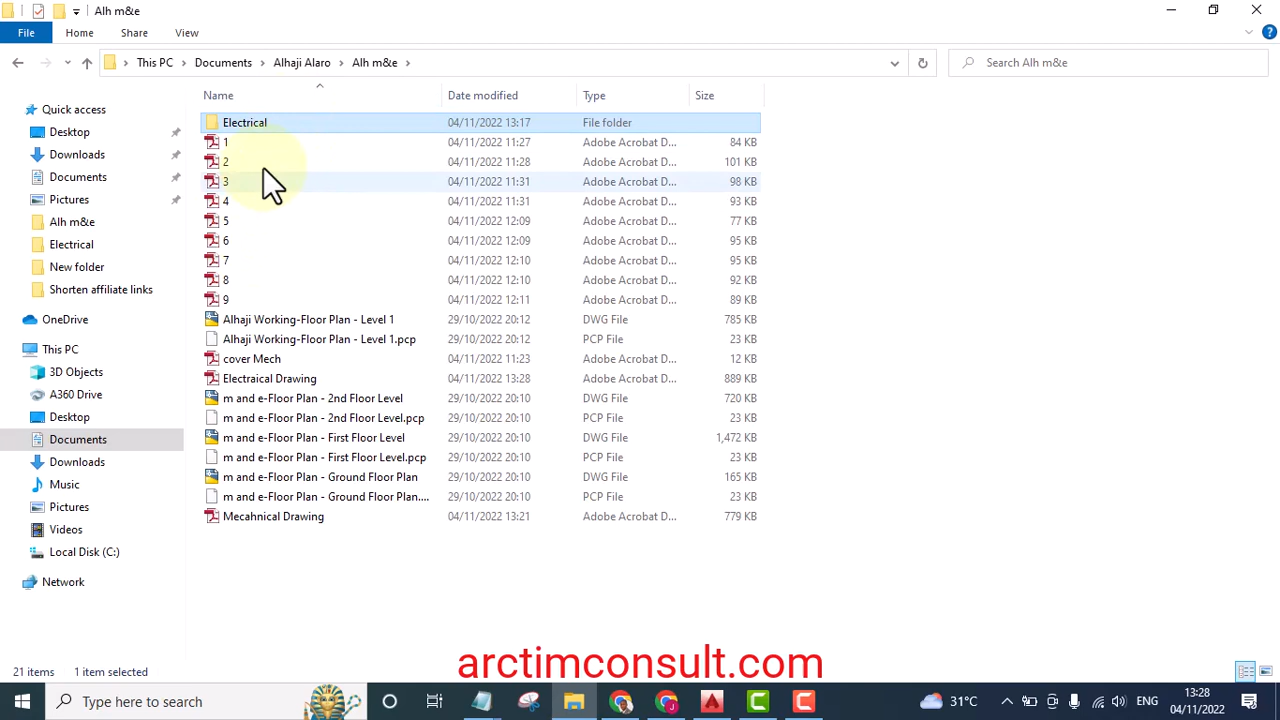 Alh m&e
File
Home
Share
View
This PC
Documents
Alhaji Alaro
Alh m&e
Search Alh m&e
Name
Date modified
Type
Size
Quick access
Desktop
Downloads
Documents
Pictures
Alh m&e
Electrical
New folder
Shorten affiliate links
OneDrive
This PC
3D Objects
A360 Drive
Desktop
Documents
Downloads
Music
Pictures
Videos
Local Disk (C:)
Network
Electrical 04/11/2022 13:17 File folder
1 04/11/2022 11:27 Adobe Acrobat D... 84 KB
2 04/11/2022 11:28 Adobe Acrobat D... 101 KB
3 04/11/2022 11:31 Adobe Acrobat D... 98 KB
4 04/11/2022 11:31 Adobe Acrobat D... 93 KB
5 04/11/2022 12:09 Adobe Acrobat D... 77 KB
6 04/11/2022 12:09 Adobe Acrobat D... 95 KB
7 04/11/2022 12:10 Adobe Acrobat D... 95 KB
8 04/11/2022 12:10 Adobe Acrobat D... 92 KB
9 04/11/2022 12:11 Adobe Acrobat D... 89 KB
Alhaji Working-Floor Plan - Level 1 29/10/2022 20:12 DWG File 785 KB
Alhaji Working-Floor Plan - Level 1.pcp 29/10/2022 20:12 PCP File 23 KB
cover Mech 04/11/2022 11:23 Adobe Acrobat D... 12 KB
Electraical Drawing 04/11/2022 13:28 Adobe Acrobat D... 889 KB
m and e-Floor Plan - 2nd Floor Level 29/10/2022 20:10 DWG File 720 KB
m and e-Floor Plan - 2nd Floor Level.pcp 29/10/2022 20:10 PCP File 23 KB
m and e-Floor Plan - First Floor Level 29/10/2022 20:10 DWG File 1,472 KB
m and e-Floor Plan - First Floor Level.pcp 29/10/2022 20:10 PCP File 23 KB
m and e-Floor Plan - Ground Floor Plan 29/10/2022 20:10 DWG File 165 KB
m and e-Floor Plan - Ground Floor Plan.... 29/10/2022 20:10 PCP File 23 KB
Mecahnical Drawing 04/11/2022 13:21 Adobe Acrobat D... 779 KB
21 items 1 item selected
arctimconsult.com
Type here to search
31°C
ENG
13:28
04/11/2022